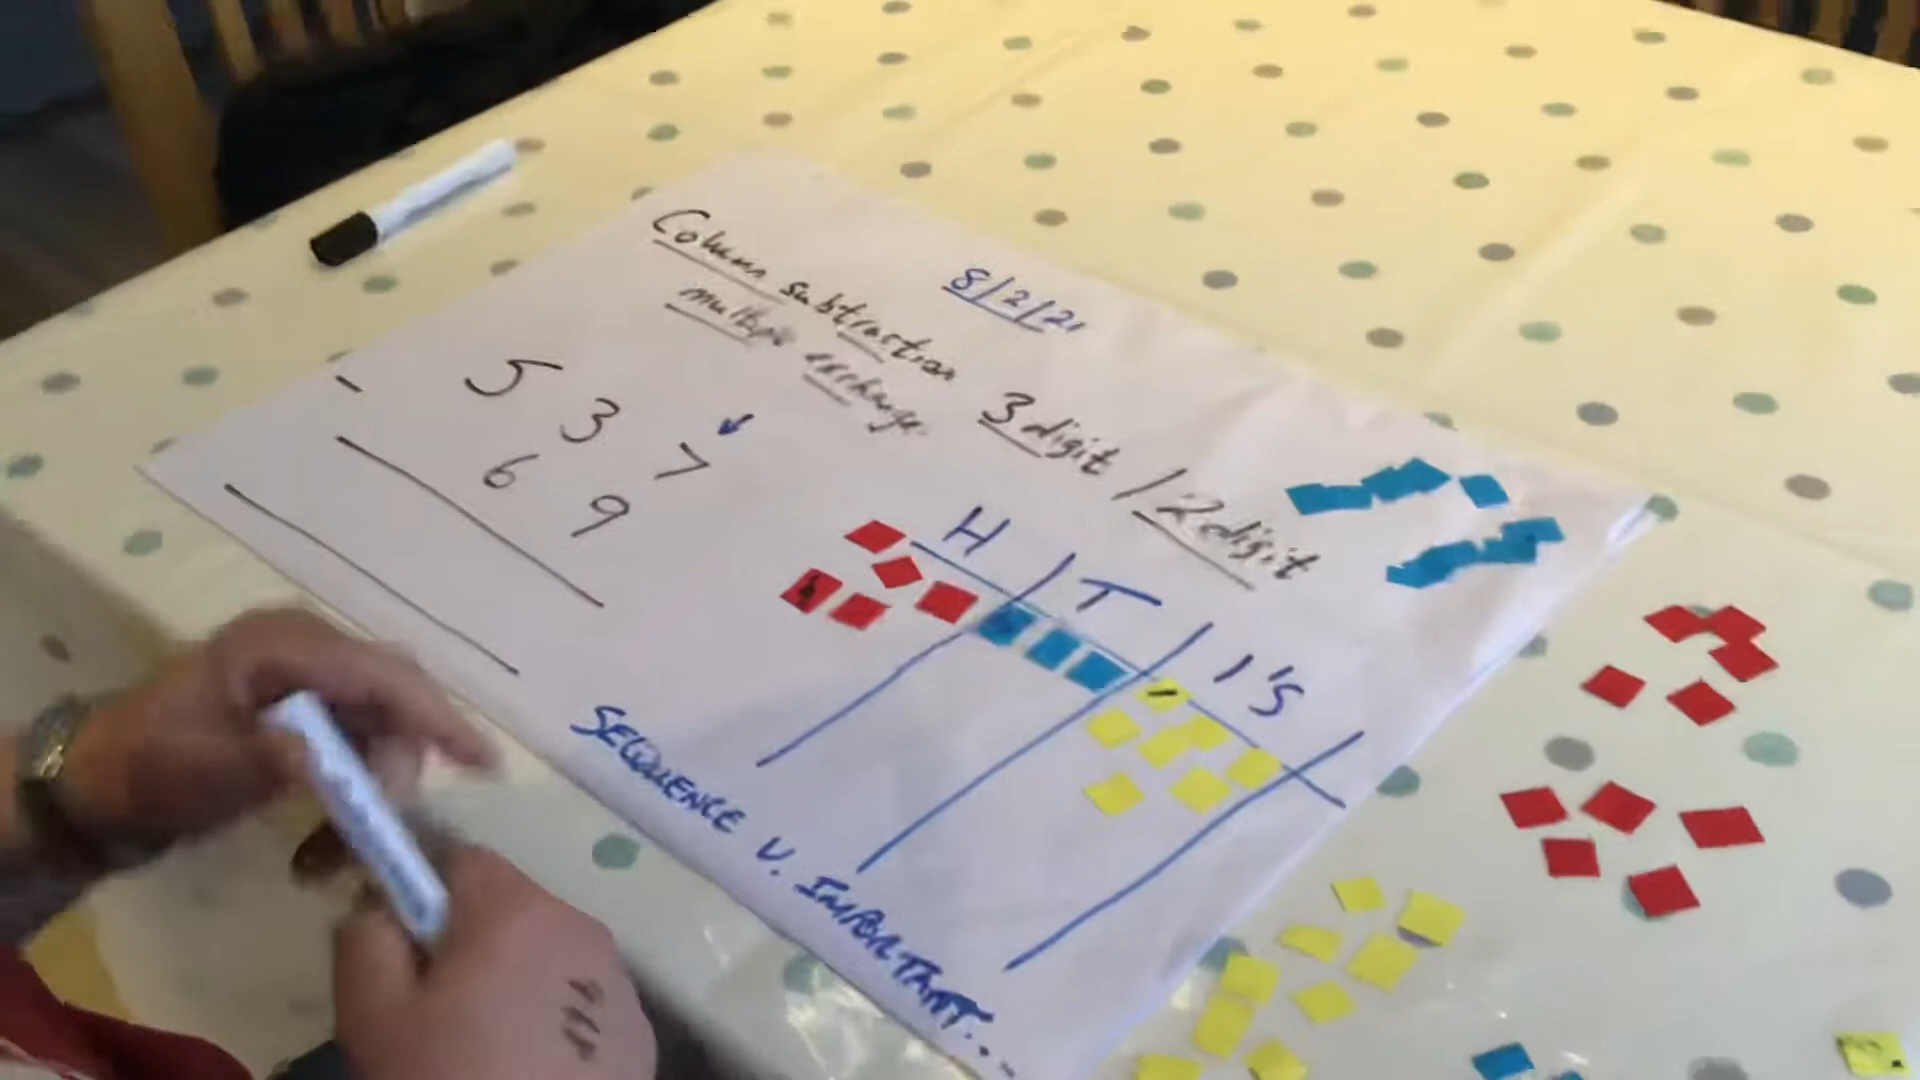 8/2/21
Column subtraction 3 digit / 2 digit
multiple exchange.
- 5 3 7
6 9
H T 1's
SEQUENCE V. IMPORTANT...